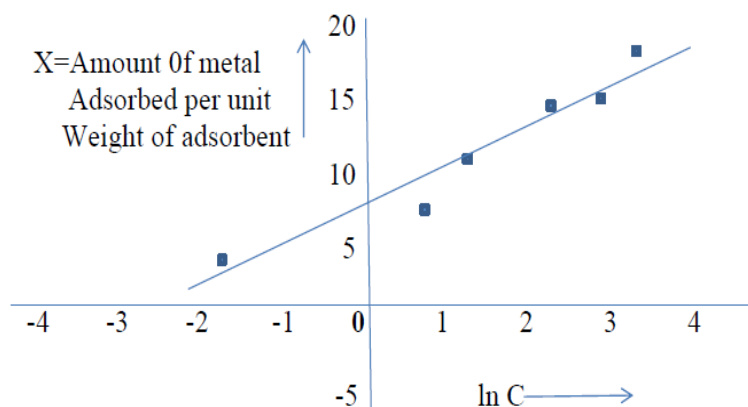 20
X=Amount 0f metal
Adsorbed per unit
Weight of adsorbent
15
10
5
-4 -3 -2 -1 0 1 2 3 4
-5
ln C